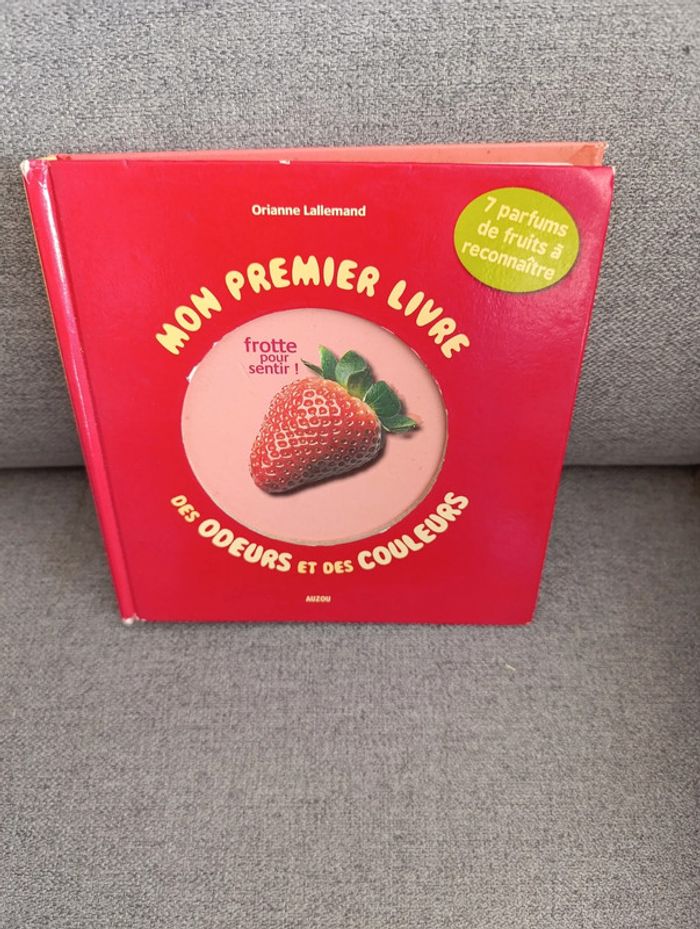 Orianne Lallemand
7 parfums
de fruits à
reconnaître
MON PREMIER LIVRE
frotte
pour
sentir !
DES ODEURS ET DES COULEURS
AUZOU